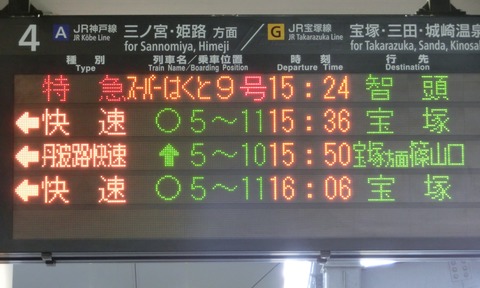 4 A JR神戸線 JR Kōbe Line 三ノ宮・姫路 方面 for Sannomiya, Himeji / G JR宝塚線 JR Takarazuka Line 宝塚・三田・城崎温泉 for Takarazuka, Sanda, Kinosa
種別 Type 列車名／乗車位置 Train Name/Boarding Position 時刻 Departure Time 行先 Destination
特急 スーパーはくと9号 15:24 智頭
←快速 ○5〜11 15:36 宝塚
←丹波路快速 ↑5〜10 15:50 宝塚方面篠山口
←快速 ○5〜11 16:06 宝塚